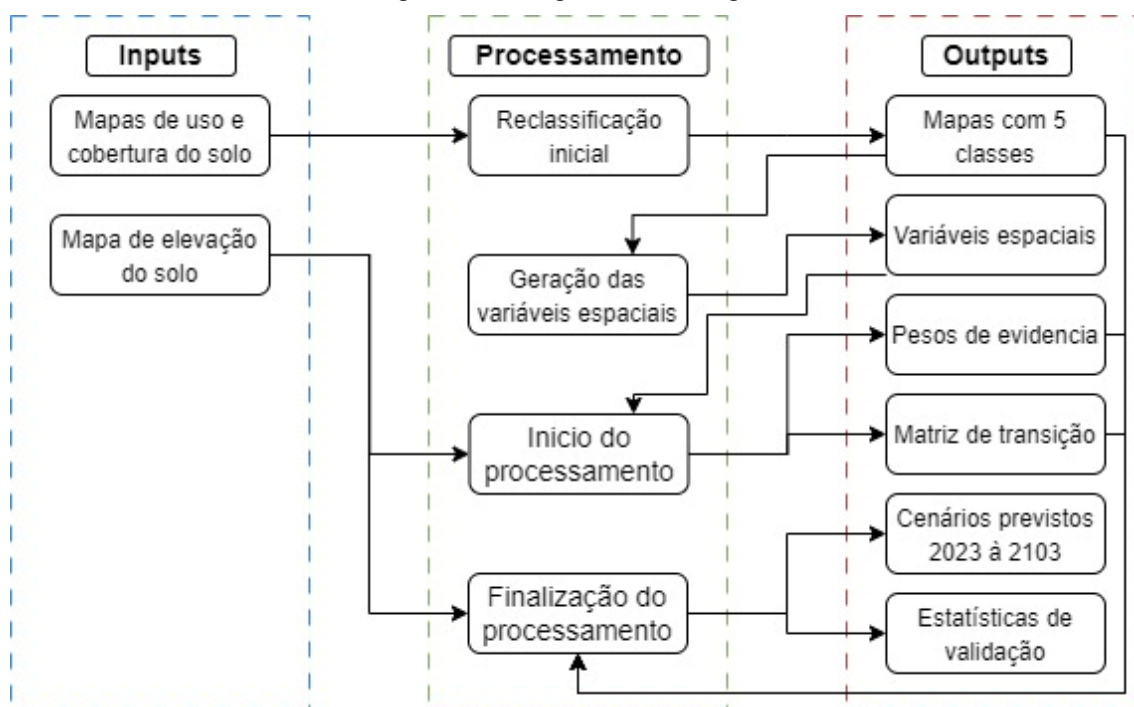 Inputs
Processamento
Outputs
Mapas de uso e
cobertura do solo
Reclassificação
inicial
Mapas com 5
classes
Mapa de elevação
do solo
Geração das
variáveis espaciais
Variáveis espaciais
Pesos de evidencia
Inicio do
processamento
Matriz de transição
Cenários previstos
2023 à 2103
Finalização do
processamento
Estatísticas de
validação